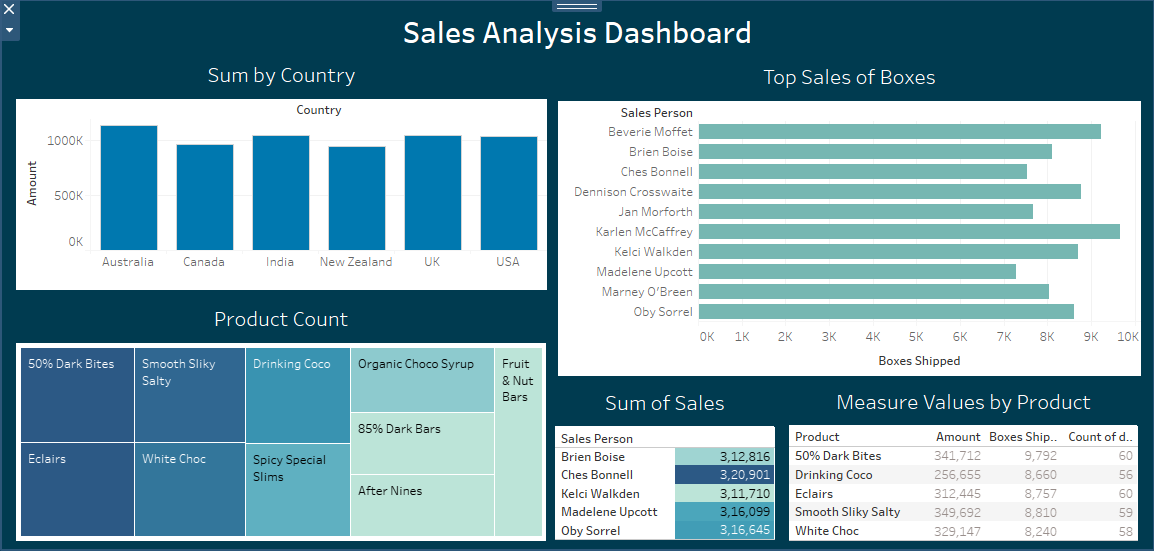 Sales Analysis Dashboard
Sum by Country
Country
Amount
1000K
500K
0K
Australia Canada India New Zealand UK USA
Top Sales of Boxes
Sales Person
Beverie Moffet
Brien Boise
Ches Bonnell
Dennison Crosswaite
Jan Morforth
Karlen McCaffrey
Kelci Walkden
Madelene Upcott
Marney O'Breen
Oby Sorrel
0K 1K 2K 3K 4K 5K 6K 7K 8K 9K 10K
Boxes Shipped
Product Count
50% Dark Bites
Eclairs
Smooth Sliky
Salty
White Choc
Drinking Coco
Spicy Special
Slims
Organic Choco Syrup
85% Dark Bars
After Nines
Fruit
& Nut
Bars
Sum of Sales
Sales Person
Brien Boise 3,12,816
Ches Bonnell 3,20,901
Kelci Walkden 3,11,710
Madelene Upcott 3,16,099
Oby Sorrel 3,16,645
Measure Values by Product
Product Amount Boxes Ship.. Count of d..
50% Dark Bites 341,712 9,792 60
Drinking Coco 256,655 8,660 56
Eclairs 312,445 8,757 60
Smooth Sliky Salty 349,692 8,810 59
White Choc 329,147 8,240 58